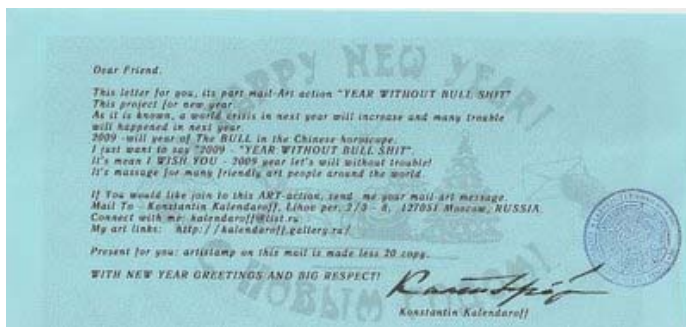 HAPPY NEW YEAR!
Dear Friend.
This letter for you, its part mail-Art action "YEAR WITHOUT BULL SHIT"
This project for new year.
As it is known, a world crisis in next year will increase and many trouble
will happened in next year.
2009 -will year of The BULL in the Chinese horoscope.
I just want to say "2009 - "YEAR WITHOUT BULL SHIT".
It's mean I WISH YOU - 2009 year let's will without trouble!
It's massage for many friendly art people around the world.
If You would like join to this ART-action, send me your mail-art message.
Mail To - Konstantin Kalendaroff, Lihov per, 2/3 - 8, 127051 Moscow, RUSSIA.
Connect with me: kalendaroff@list.ru
My art links: http://kalendaroff.gallery.ru/
Present for you: artistamp on this mail is made less 20 copy.
WITH NEW YEAR GREETINGS AND BIG RESPECT!
С НОВЫМ
Konstantin Kalendaroff